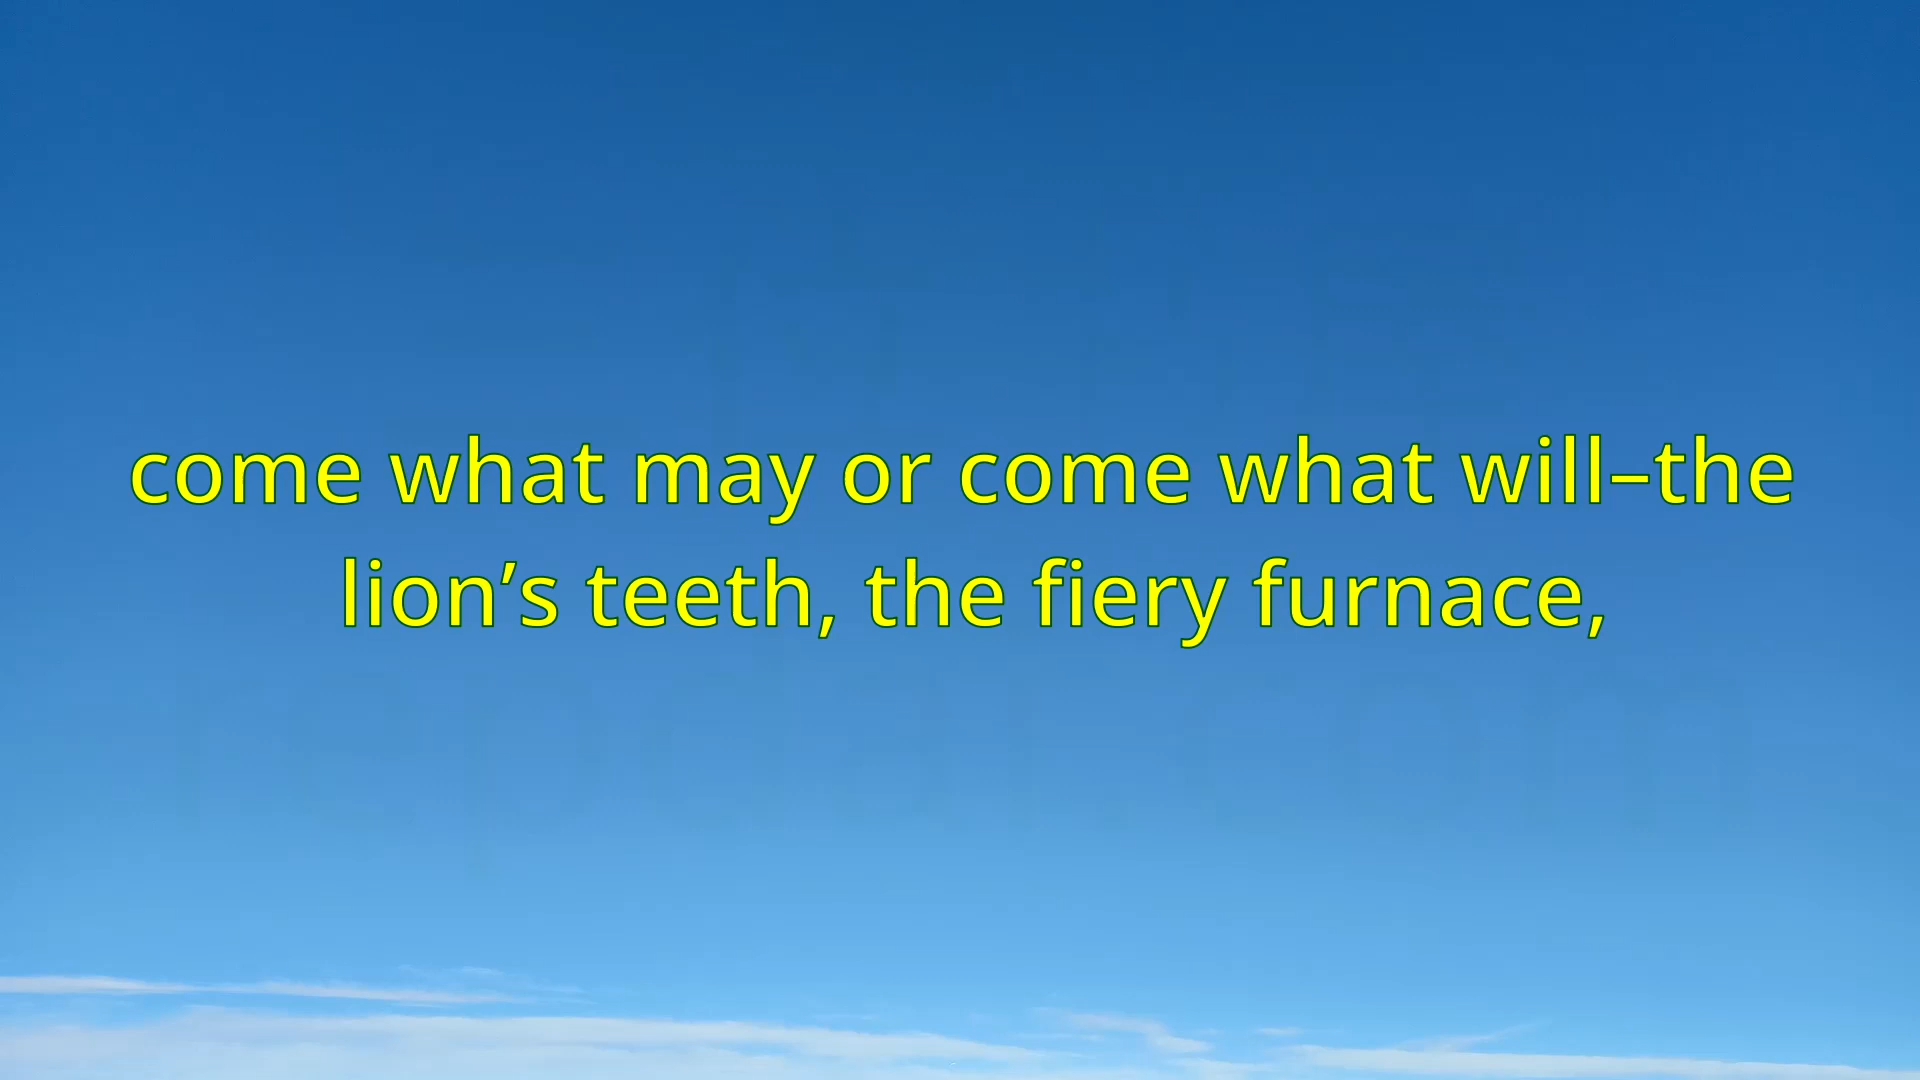 come what may or come what will–the
lion’s teeth, the fiery furnace,